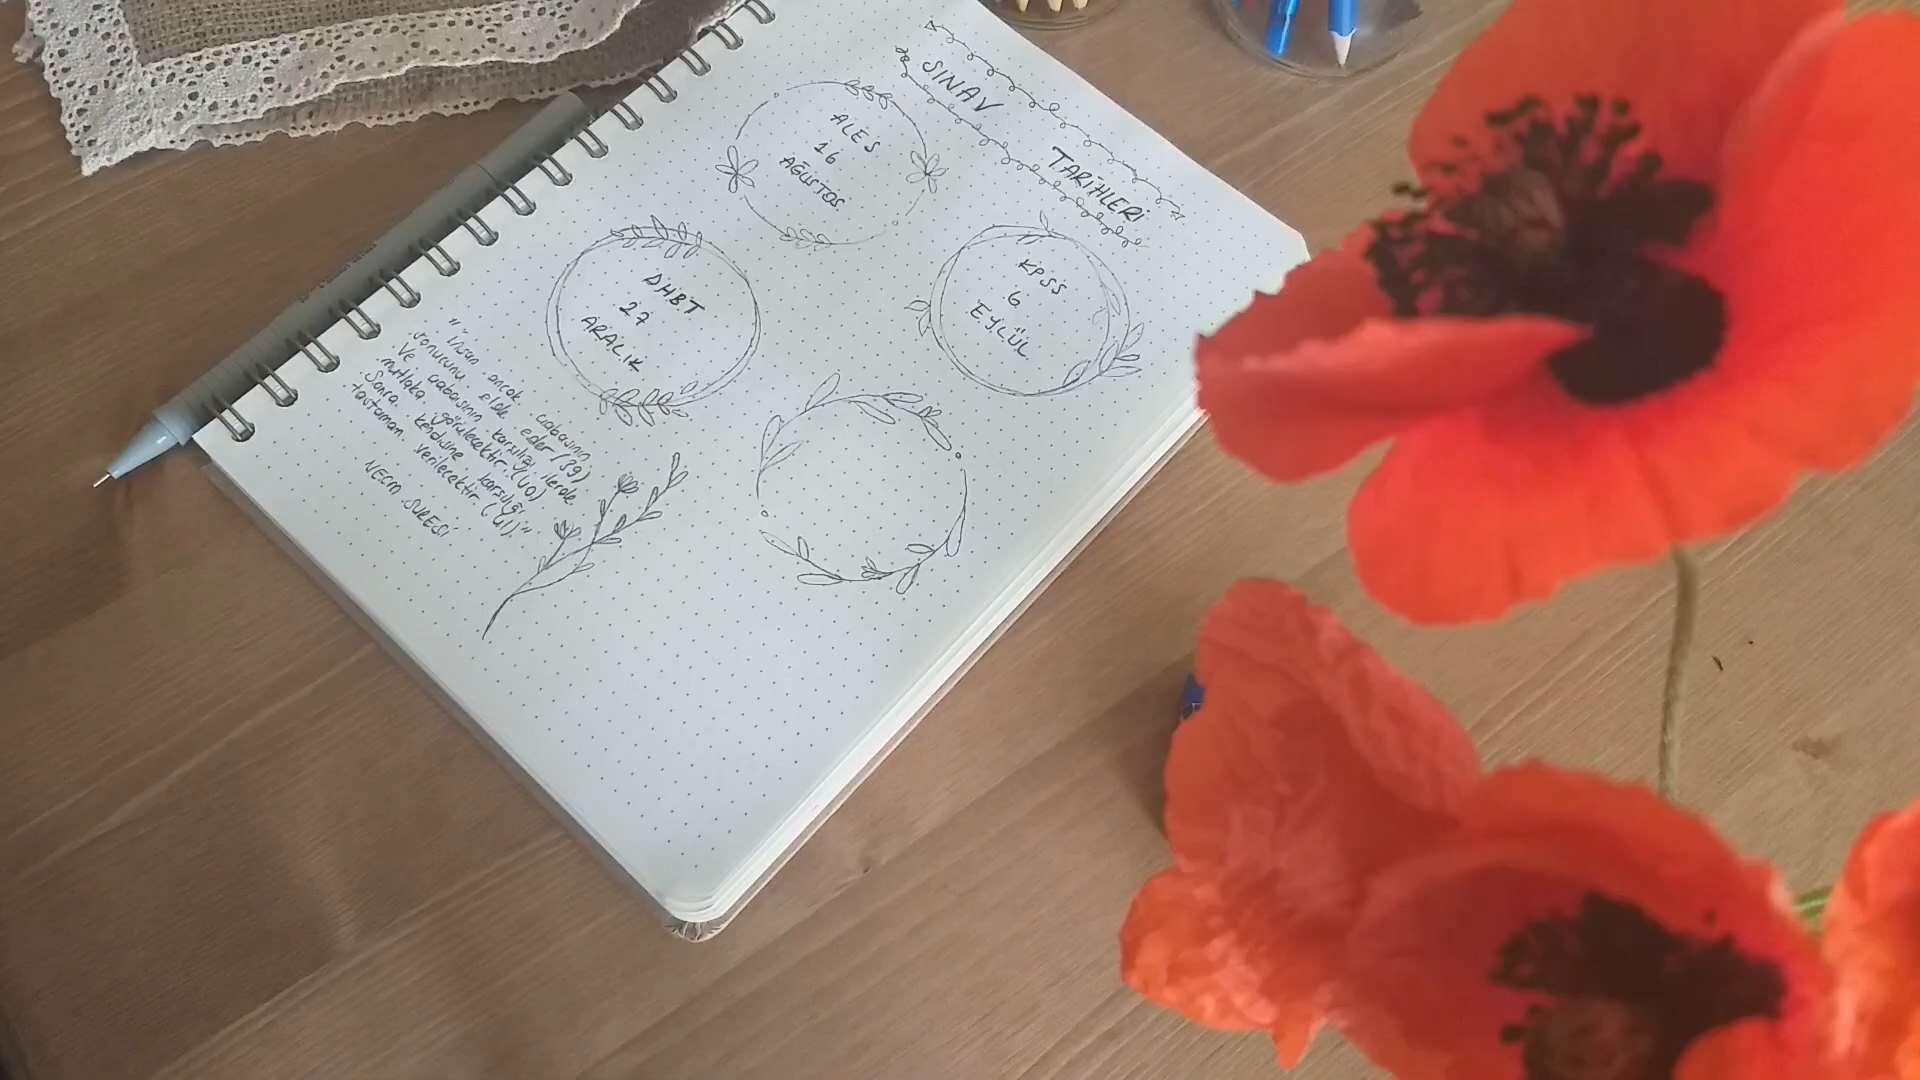 SINAV
TARİHLERİ
ALES
16
AĞUSTOS
KPSS
6
EYLÜL
DHBT
27
ARALIK
"İnsan ancak çabasının
sonucunu elde eder (39)
Ve çabasının karşılığı ilerde
mutlaka görülecektir.(40)
Sonra kendisine karşılığı
tastamam verilecektir.(41)."
NECM SURESİ